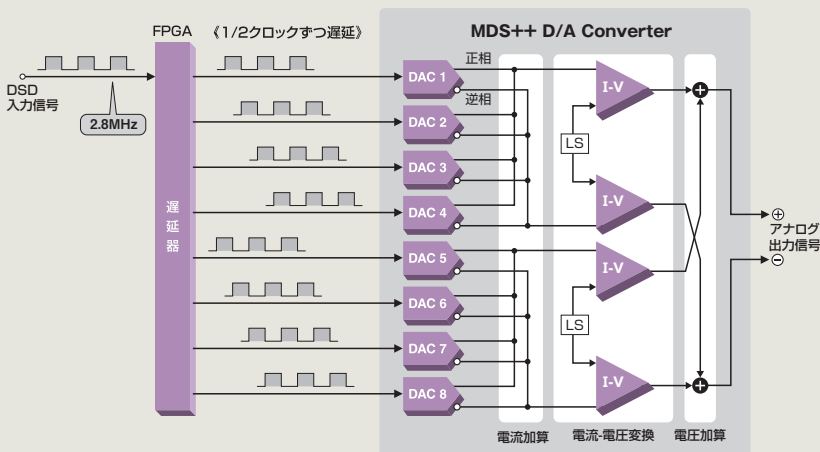 FPGA
《1/2クロックずつ遅延》
MDS++ D/A Converter
DSD
入力信号
2.8MHz
遅延器
DAC 1
DAC 2
DAC 3
DAC 4
DAC 5
DAC 6
DAC 7
DAC 8
正相
逆相
I-V
LS
I-V
I-V
LS
I-V
+
+
⊕
アナログ
出力信号
⊖
電流加算
電流-電圧変換
電圧加算